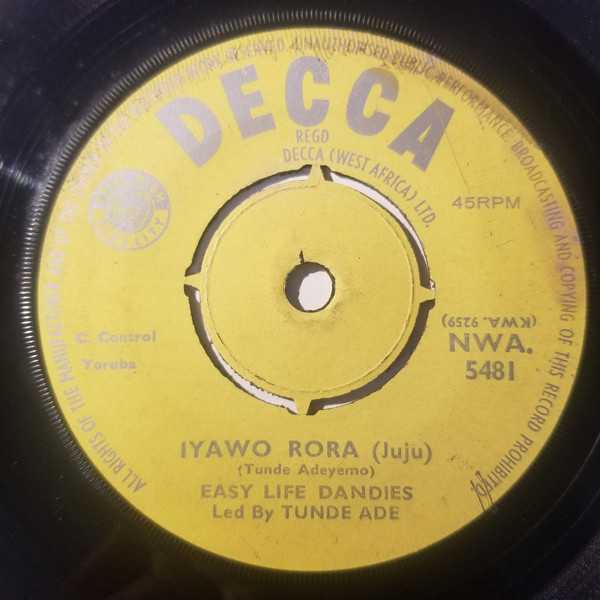 ALL RIGHTS OF THE MANUFACTURER AND OF THE OWNER OF THE RECORDED WORK RESERVED. UNAUTHORISED PUBLIC PERFORMANCE, BROADCASTING AND COPYING OF THIS RECORD PROHIBITED
DECCA
REGD
DECCA (WEST AFRICA) LTD.
FIDELITY
45RPM
C. Control
Yoruba
(KWA. 9259)
NWA.
5481
IYAWO RORA (Juju)
(Tunde Adeyemo)
EASY LIFE DANDIES
Led By TUNDE ADE